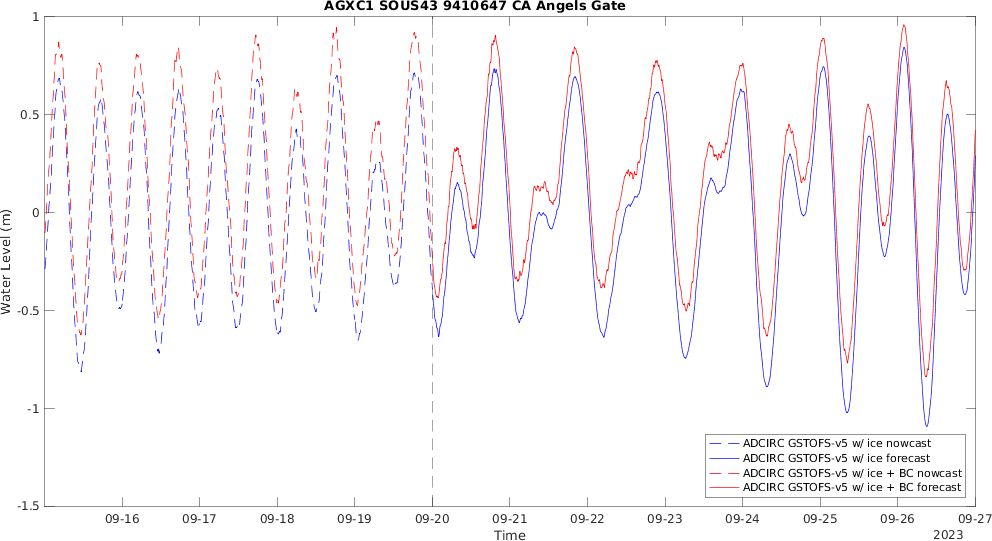 AGXC1 SOUS43 9410647 CA Angels Gate
Water Level (m)
1
0.5
0
-0.5
-1
-1.5
09-16 09-17 09-18 09-19 09-20 09-21 09-22 09-23 09-24 09-25 09-26 09-27
Time
2023
ADCIRC GSTOFS-v5 w/ ice nowcast
ADCIRC GSTOFS-v5 w/ ice forecast
ADCIRC GSTOFS-v5 w/ ice + BC nowcast
ADCIRC GSTOFS-v5 w/ ice + BC forecast